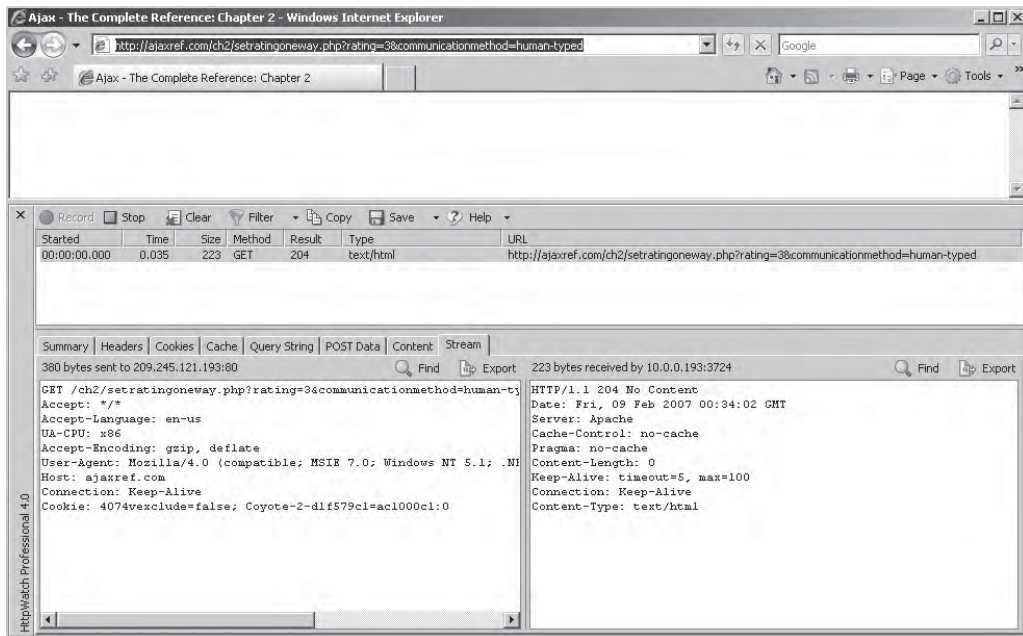 Ajax - The Complete Reference: Chapter 2 - Windows Internet Explorer
http://ajaxref.com/ch2/setratingoneway.php?rating=3&communicationmethod=human-typed
Google
Ajax - The Complete Reference: Chapter 2
Page
Tools
Record Stop Clear Filter Copy Save Help
Started Time Size Method Result Type URL
00:00:00.000 0.035 223 GET 204 text/html http://ajaxref.com/ch2/setratingoneway.php?rating=3&communicationmethod=human-typed
Summary Headers Cookies Cache Query String POST Data Content Stream
380 bytes sent to 209.245.121.193:80 Find Export
GET /ch2/setratingoneway.php?rating=3&communicationmethod=human-ty
Accept: */*
Accept-Language: en-us
UA-CPU: x86
Accept-Encoding: gzip, deflate
User-Agent: Mozilla/4.0 (compatible; MSIE 7.0; Windows NT 5.1; .NE
Host: ajaxref.com
Connection: Keep-Alive
Cookie: 4074vexclude=false; Coyote-2-d1f579c1=ac1000c1:0
223 bytes received by 10.0.0.193:3724 Find Export
HTTP/1.1 204 No Content
Date: Fri, 09 Feb 2007 00:34:02 GMT
Server: Apache
Cache-Control: no-cache
Pragma: no-cache
Content-Length: 0
Keep-Alive: timeout=5, max=100
Connection: Keep-Alive
Content-Type: text/html
HttpWatch Professional 4.0